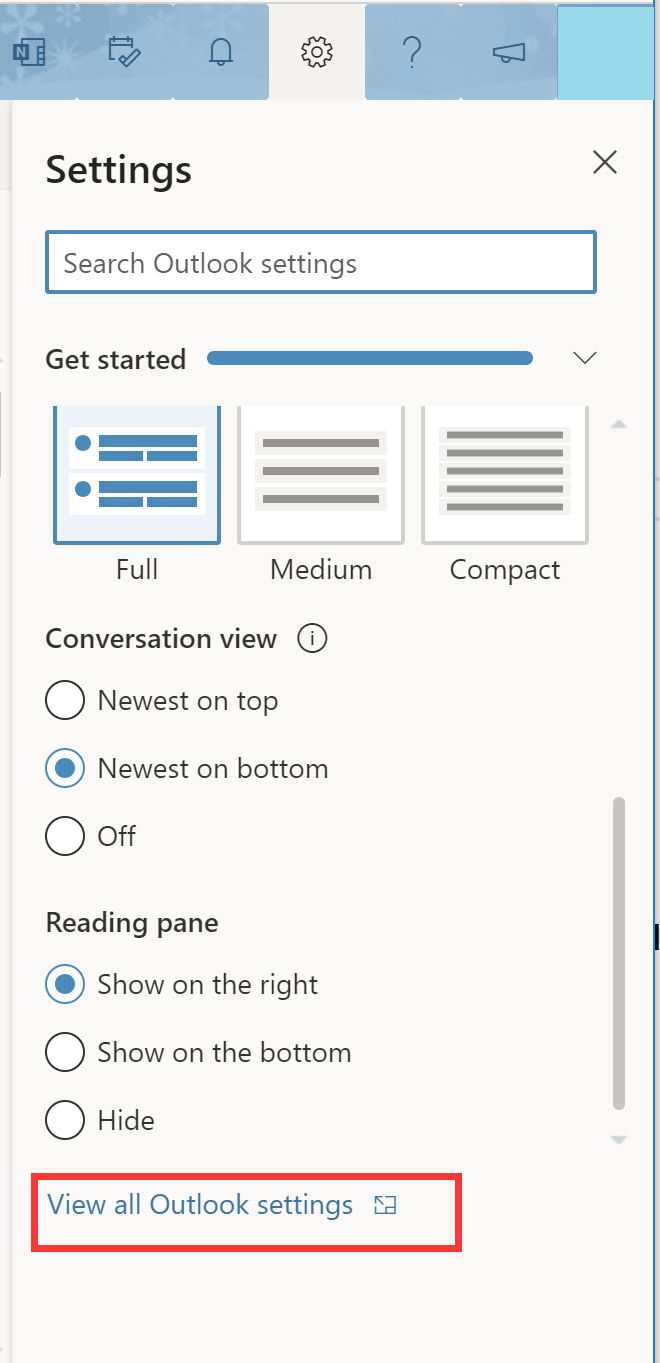 N
Settings
Search Outlook settings
Get started
Full Medium Compact
Conversation view i
Newest on top
Newest on bottom
Off
Reading pane
Show on the right
Show on the bottom
Hide
View all Outlook settings